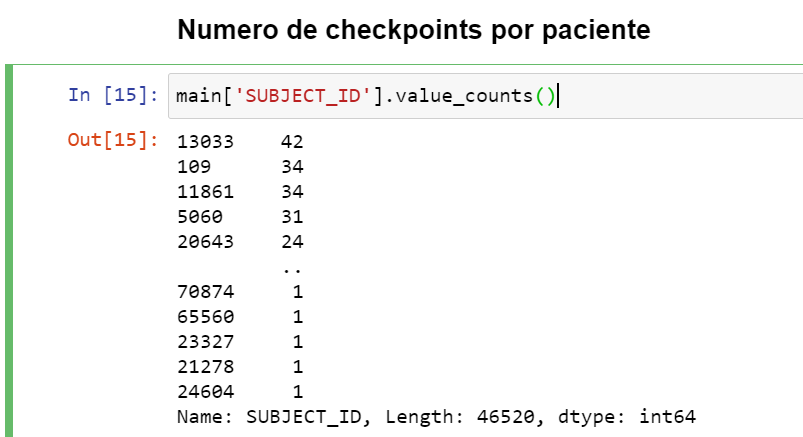 Numero de checkpoints por paciente
In [15]: main['SUBJECT_ID'].value_counts()
Out[15]: 13033 42
109 34
11861 34
5060 31
20643 24
..
70874 1
65560 1
23327 1
21278 1
24604 1
Name: SUBJECT_ID, Length: 46520, dtype: int64